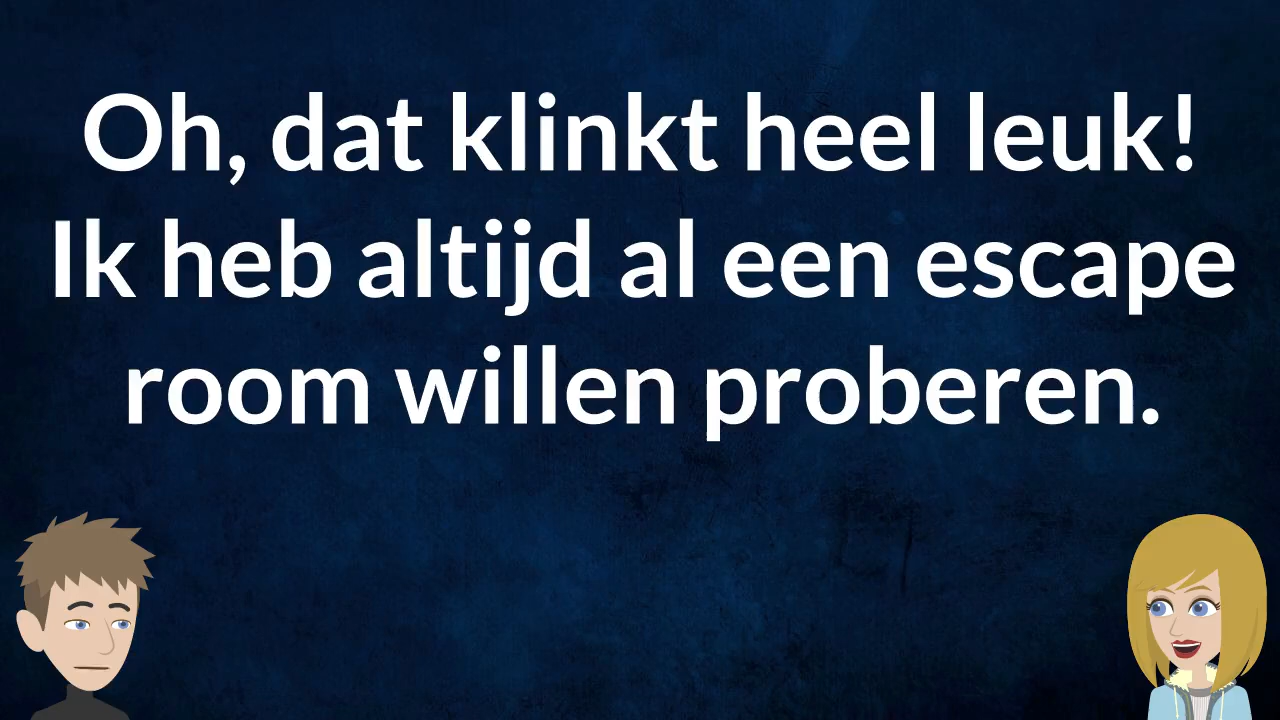 Oh, dat klinkt heel leuk!
Ik heb altijd al een escape
room willen proberen.